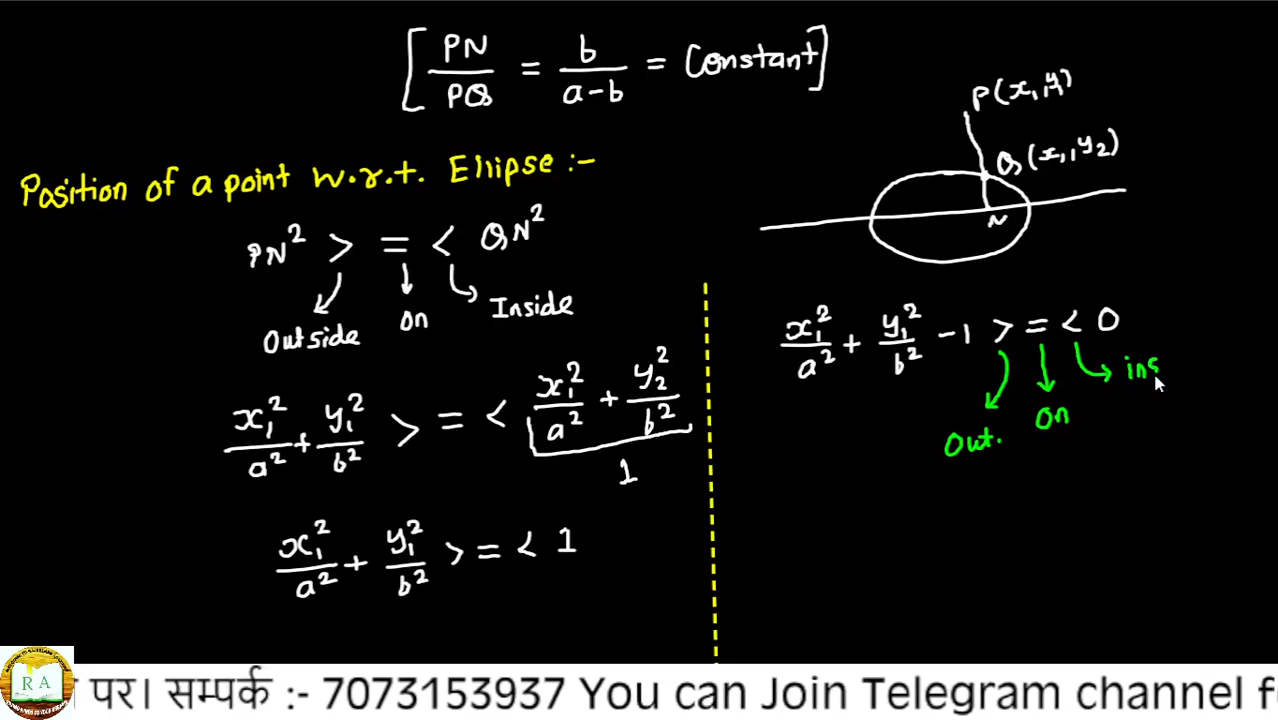 [PN/PQ = b/(a-b) = Constant]
Position of a point w.r.t. Ellipse :-
PN² > = < QN²
Outside
on
Inside
x₁²/a² + y₁²/b² > = < x₁²/a² + y₂²/b²
1
x₁²/a² + y₁²/b² > = < 1
P(x₁,y₁)
Q(x₁,y₂)
N
x₁²/a² + y₁²/b² - 1 > = < 0
Out.
on
ins
RA
पर। सम्पर्क :- 7073153937 You can Join Telegram channel f